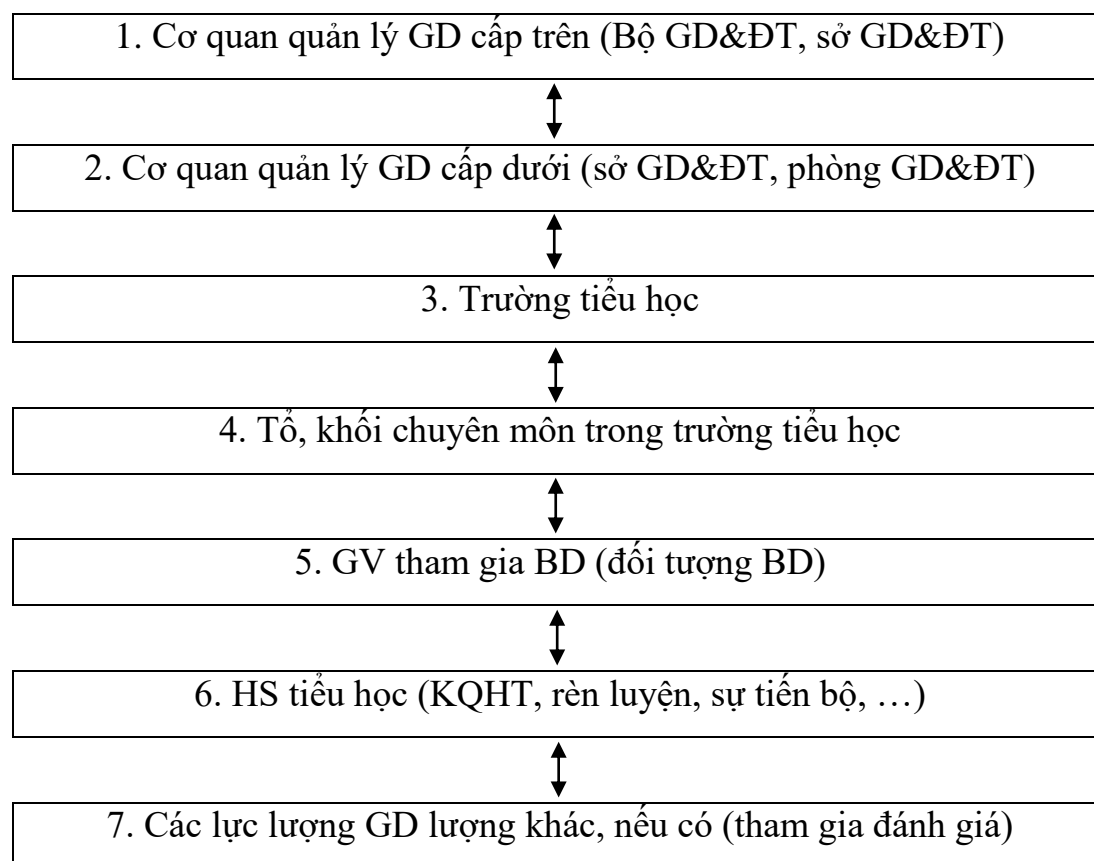 1. Cơ quan quản lý GD cấp trên (Bộ GD&ĐT, sở GD&ĐT)
2. Cơ quan quản lý GD cấp dưới (sở GD&ĐT, phòng GD&ĐT)
3. Trường tiểu học
4. Tổ, khối chuyên môn trong trường tiểu học
5. GV tham gia BD (đối tượng BD)
6. HS tiểu học (KQHT, rèn luyện, sự tiến bộ, …)
7. Các lực lượng GD lượng khác, nếu có (tham gia đánh giá)